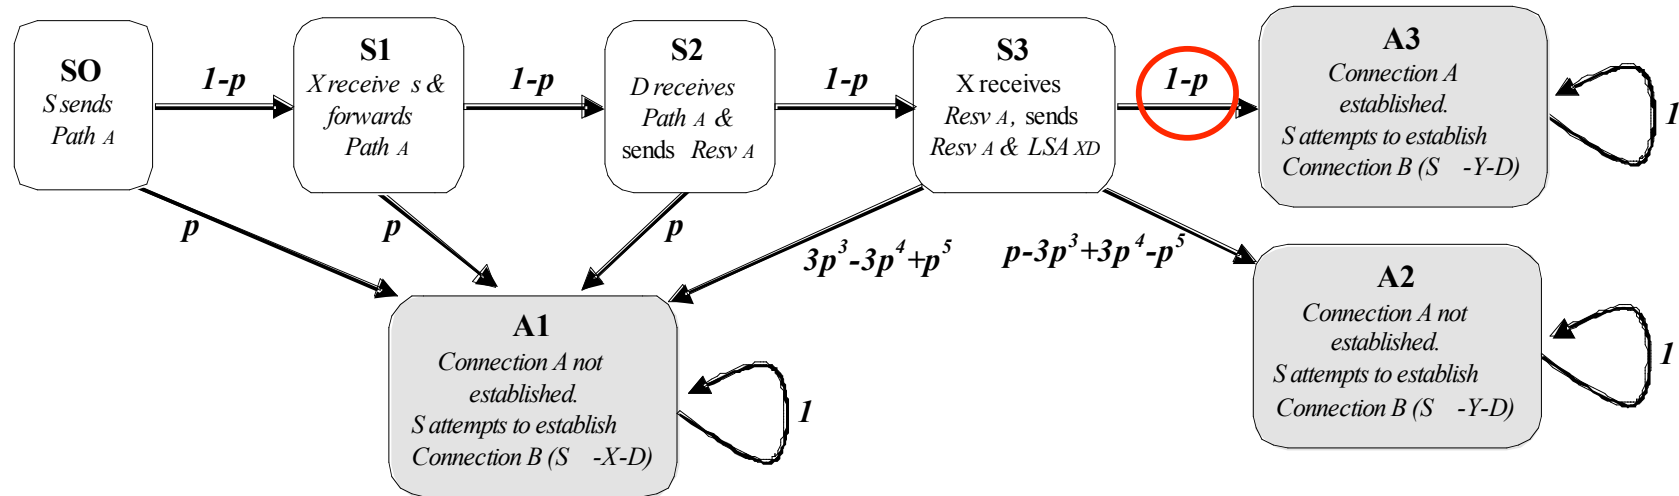 SO
S sends
Path A
1-p
S1
X receive s &
forwards
Path A
1-p
S2
D receives
Path A &
sends Resv A
1-p
S3
X receives
Resv A, sends
Resv A & LSA XD
1-p
A3
Connection A
established.
S attempts to establish
Connection B (S -Y-D)
1
p
p
p
3p³-3p⁴+p⁵
p-3p³+3p⁴-p⁵
A1
Connection A not
established.
S attempts to establish
Connection B (S -X-D)
1
A2
Connection A not
established.
S attempts to establish
Connection B (S -Y-D)
1